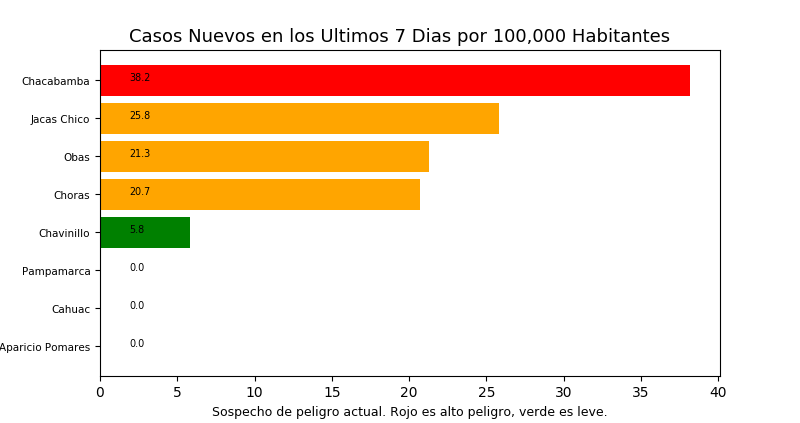 Casos Nuevos en los Ultimos 7 Dias por 100,000 Habitantes
Chacabamba 38.2
Jacas Chico 25.8
Obas 21.3
Choras 20.7
Chavinillo 5.8
Pampamarca 0.0
Cahuac 0.0
Aparicio Pomares 0.0
0 5 10 15 20 25 30 35 40
Sospecho de peligro actual. Rojo es alto peligro, verde es leve.